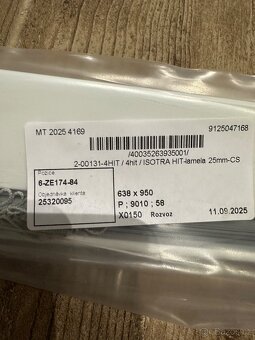 MT 2025 4169
9125047168
/40035263935001/
2-00131-4HIT / 4hit / ISOTRA HIT-lamela 25mm-CS
Pozice
6-ZE174-84
Objednávka klienta
25320095
638 x 950
P ; 9010 ; 58
X0150 Rozvoz
11.09.2025